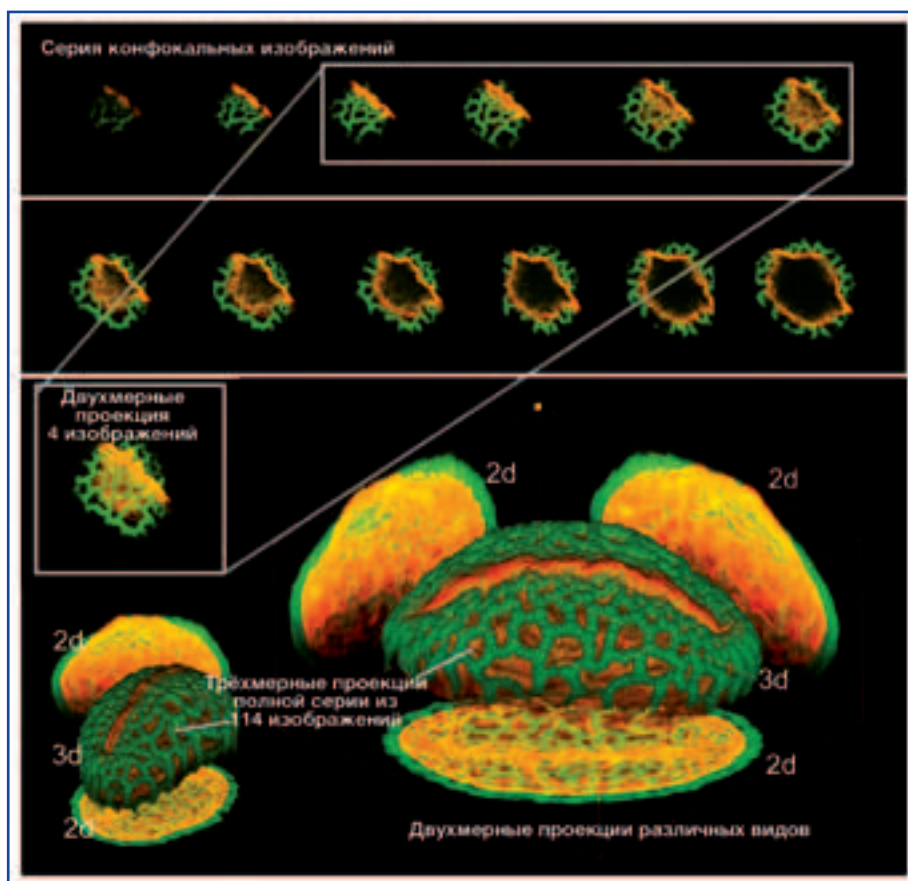 Серия конфокальных изображений
Двухмерные
проекция
4 изображений
2d
2d
2d
Трёхмерные проекции
полной серии из
114 изображений
3d
3d
2d
2d
Двухмерные проекции различных видов